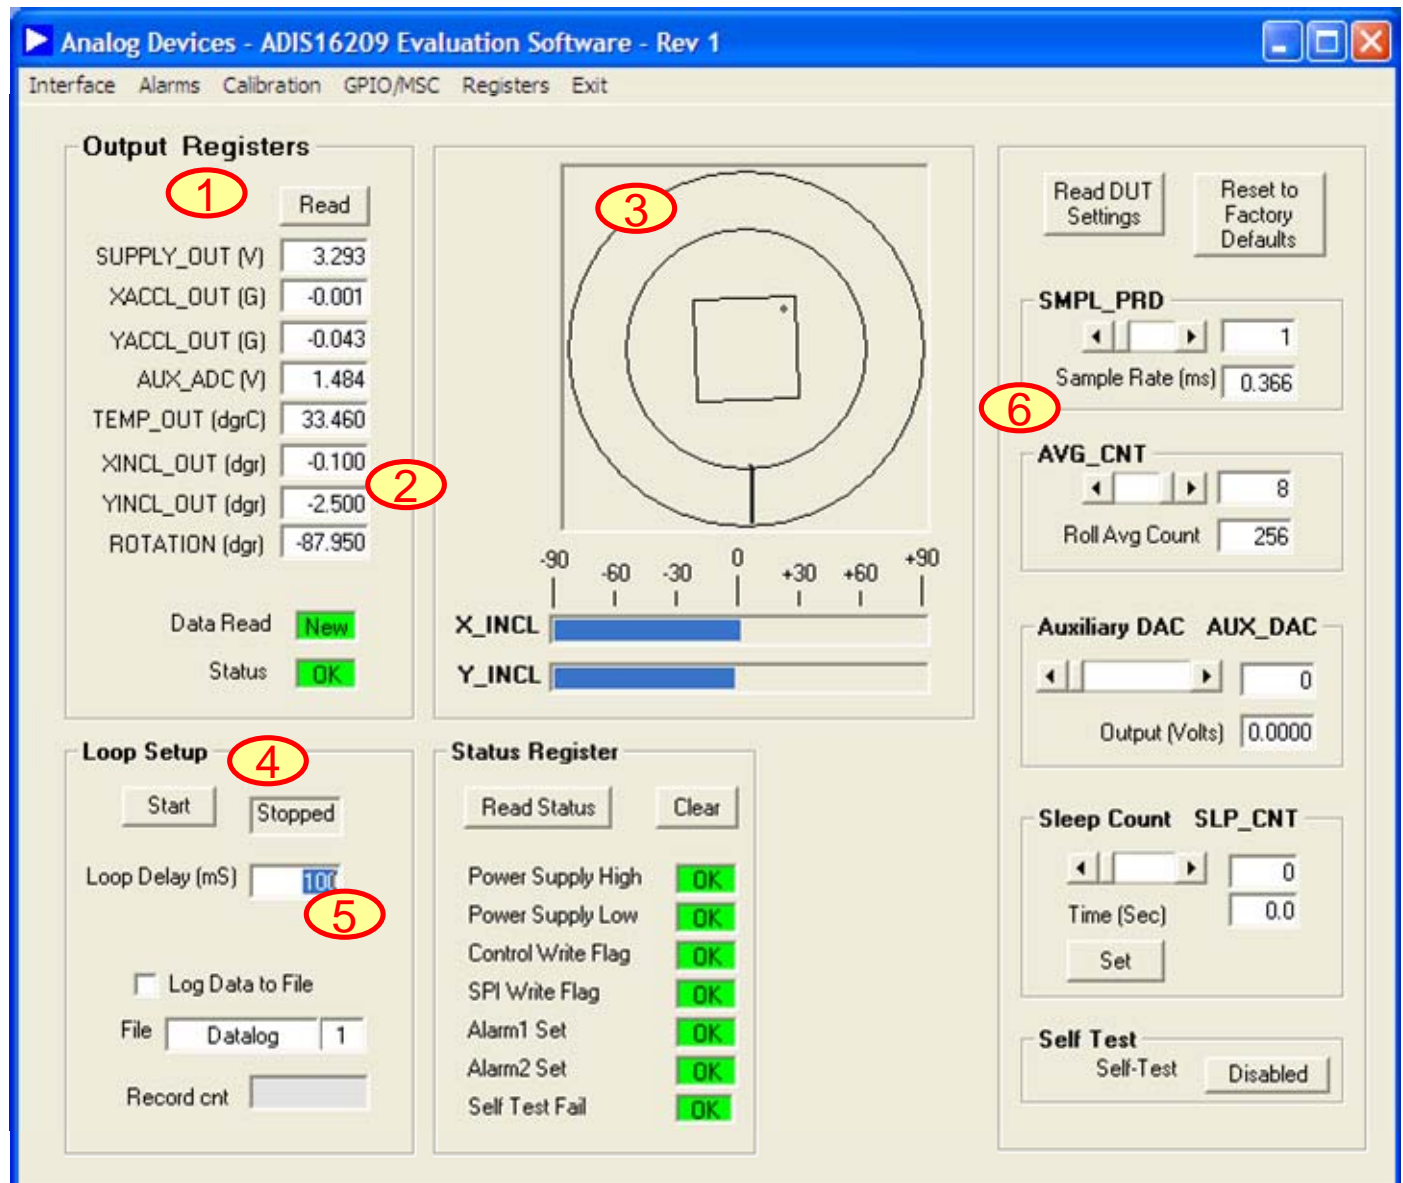 Analog Devices - ADIS16209 Evaluation Software - Rev 1
Interface Alarms Calibration GPIO/MSC Registers Exit
Output Registers
1
Read
SUPPLY_OUT (V) 3.293
XACCL_OUT (G) -0.001
YACCL_OUT (G) -0.043
AUX_ADC (V) 1.484
TEMP_OUT (dgrC) 33.460
XINCL_OUT (dgr) -0.100
2
YINCL_OUT (dgr) -2.500
ROTATION (dgr) -87.950
Data Read New
Status OK
3
-90 -60 -30 0 +30 +60 +90
X_INCL
Y_INCL
Read DUT Settings
Reset to Factory Defaults
SMPL_PRD
1
Sample Rate (ms) 0.366
6
AVG_CNT
8
Roll Avg Count 256
Auxiliary DAC AUX_DAC
0
Output (Volts) 0.0000
Sleep Count SLP_CNT
0
Time (Sec) 0.0
Set
Self Test
Self-Test Disabled
Loop Setup
4
Start Stopped
Loop Delay (mS) 100
5
Log Data to File
File Datalog 1
Record cnt
Status Register
Read Status Clear
Power Supply High OK
Power Supply Low OK
Control Write Flag OK
SPI Write Flag OK
Alarm1 Set OK
Alarm2 Set OK
Self Test Fail OK